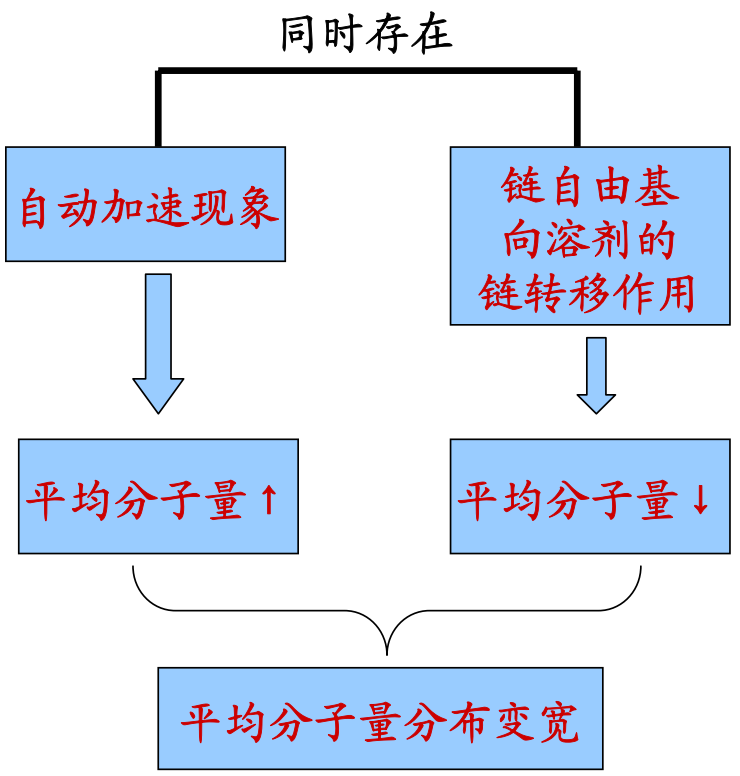 同时存在
自动加速现象
链自由基
向溶剂的
链转移作用
平均分子量↑
平均分子量↓
平均分子量分布变宽